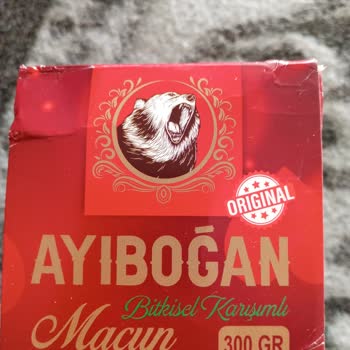 ORIGINAL
AYIBOĞAN
Bitkisel Karışımlı
Macun
300 GR